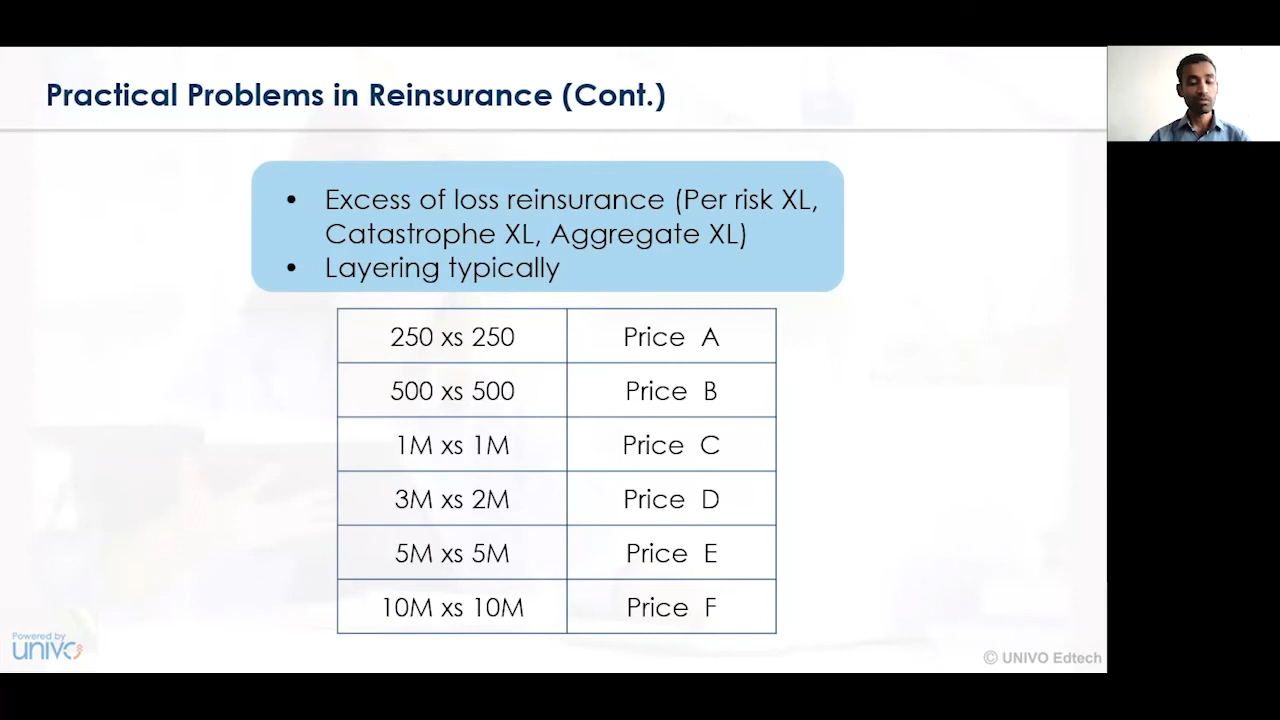 Practical Problems in Reinsurance (Cont.)
• Excess of loss reinsurance (Per risk XL,
Catastrophe XL, Aggregate XL)
• Layering typically
250 xs 250 Price A
500 xs 500 Price B
1M xs 1M Price C
3M xs 2M Price D
5M xs 5M Price E
10M xs 10M Price F
Powered by
univo
© UNIVO Edtech